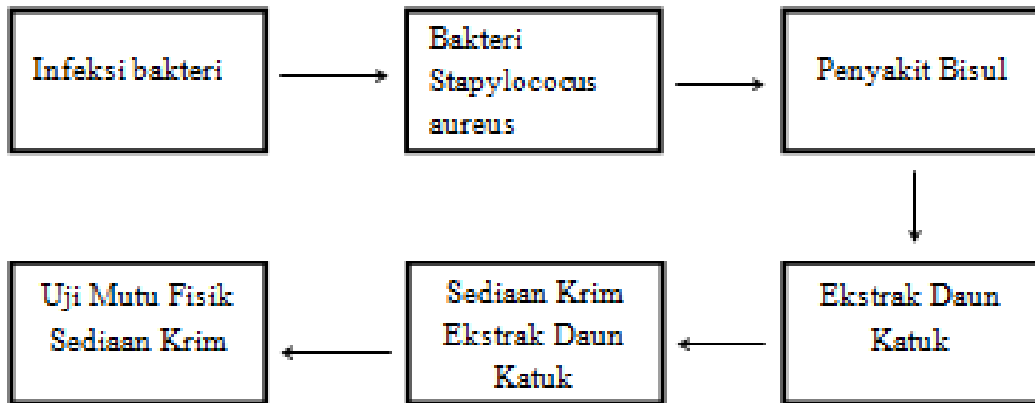 Infeksi bakteri
Bakteri
Stapylococus
aureus
Penyakit Bisul
Uji Mutu Fisik
Sediaan Krim
Sediaan Krim
Ekstrak Daun
Katuk
Ekstrak Daun
Katuk